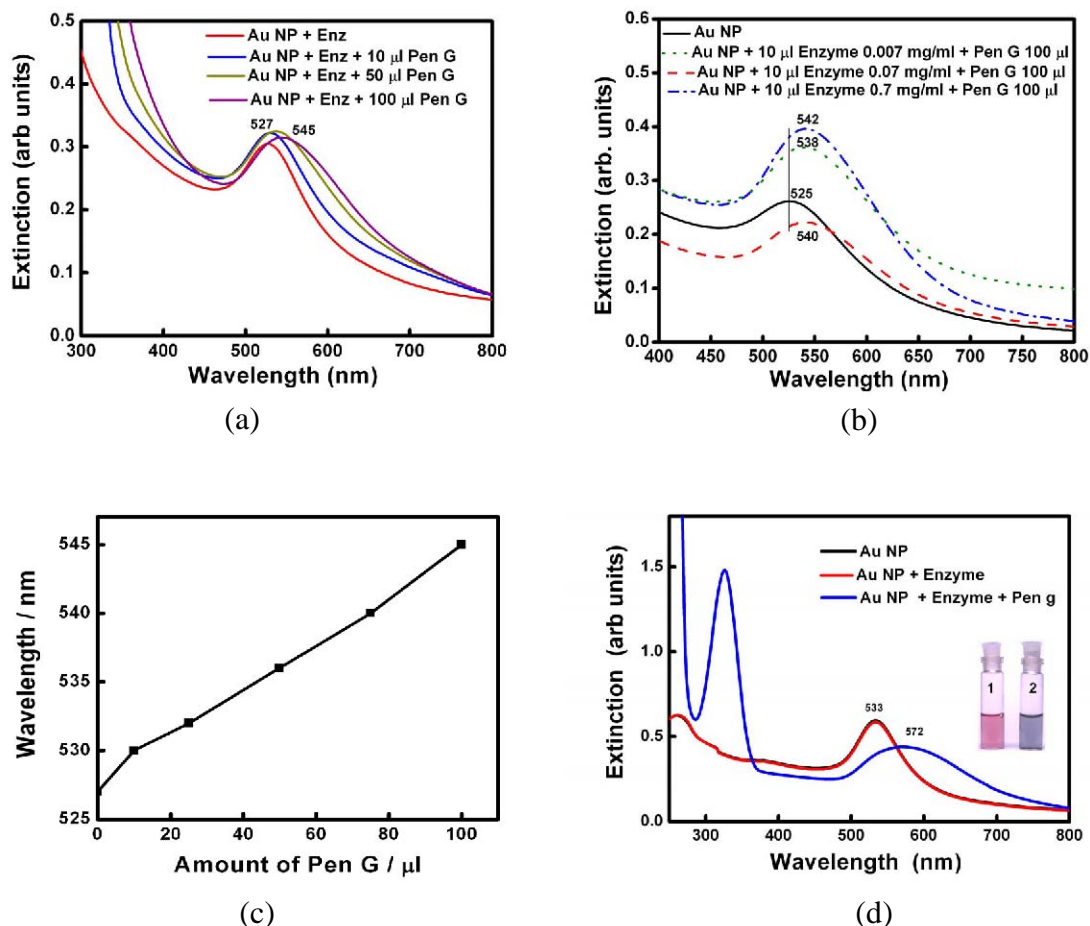 0.5
0.4
0.3
0.2
0.1
0.0
Extinction (arb units)
Au NP + Enz
Au NP + Enz + 10 µl Pen G
Au NP + Enz + 50 µl Pen G
Au NP + Enz + 100 µl Pen G
527 545
300 400 500 600 700 800
Wavelength (nm)
(a)
0.6
0.5
0.4
0.3
0.2
0.1
0.0
Extinction (arb. units)
Au NP
Au NP + 10 µl Enzyme 0.007 mg/ml + Pen G 100 µl
Au NP + 10 µl Enzyme 0.07 mg/ml + Pen G 100 µl
Au NP + 10 µl Enzyme 0.7 mg/ml + Pen G 100 µl
542
538
525
540
400 450 500 550 600 650 700 750 800
Wavelength (nm)
(b)
545
540
535
530
525
Wavelength / nm
0 20 40 60 80 100
Amount of Pen G / µl
(c)
1.5
1.0
0.5
0.0
Extinction (arb units)
Au NP
Au NP + Enzyme
Au NP + Enzyme + Pen g
1 2
533
572
300 400 500 600 700 800
Wavelength (nm)
(d)